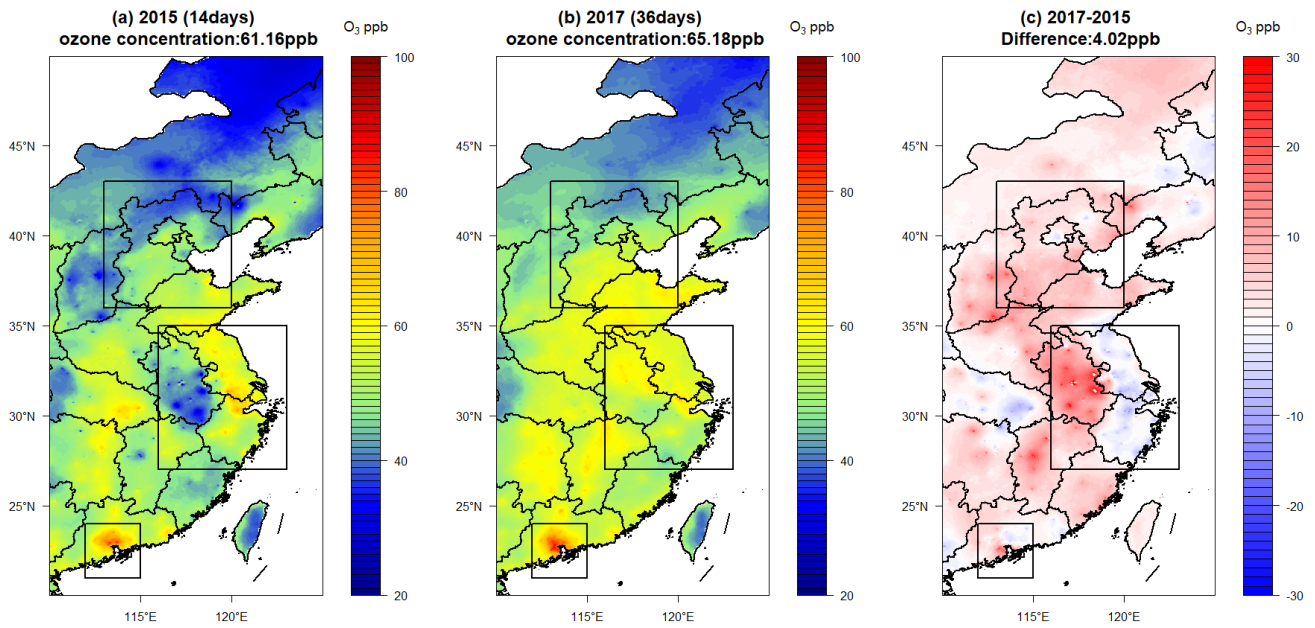 (a) 2015 (14days)
ozone concentration:61.16ppb
O₃ ppb
100
80
60
40
20
45°N
40°N
35°N
30°N
25°N
115°E
120°E
(b) 2017 (36days)
ozone concentration:65.18ppb
O₃ ppb
100
80
60
40
20
45°N
40°N
35°N
30°N
25°N
115°E
120°E
(c) 2017-2015
Difference:4.02ppb
O₃ ppb
30
20
10
0
-10
-20
-30
45°N
40°N
35°N
30°N
25°N
115°E
120°E